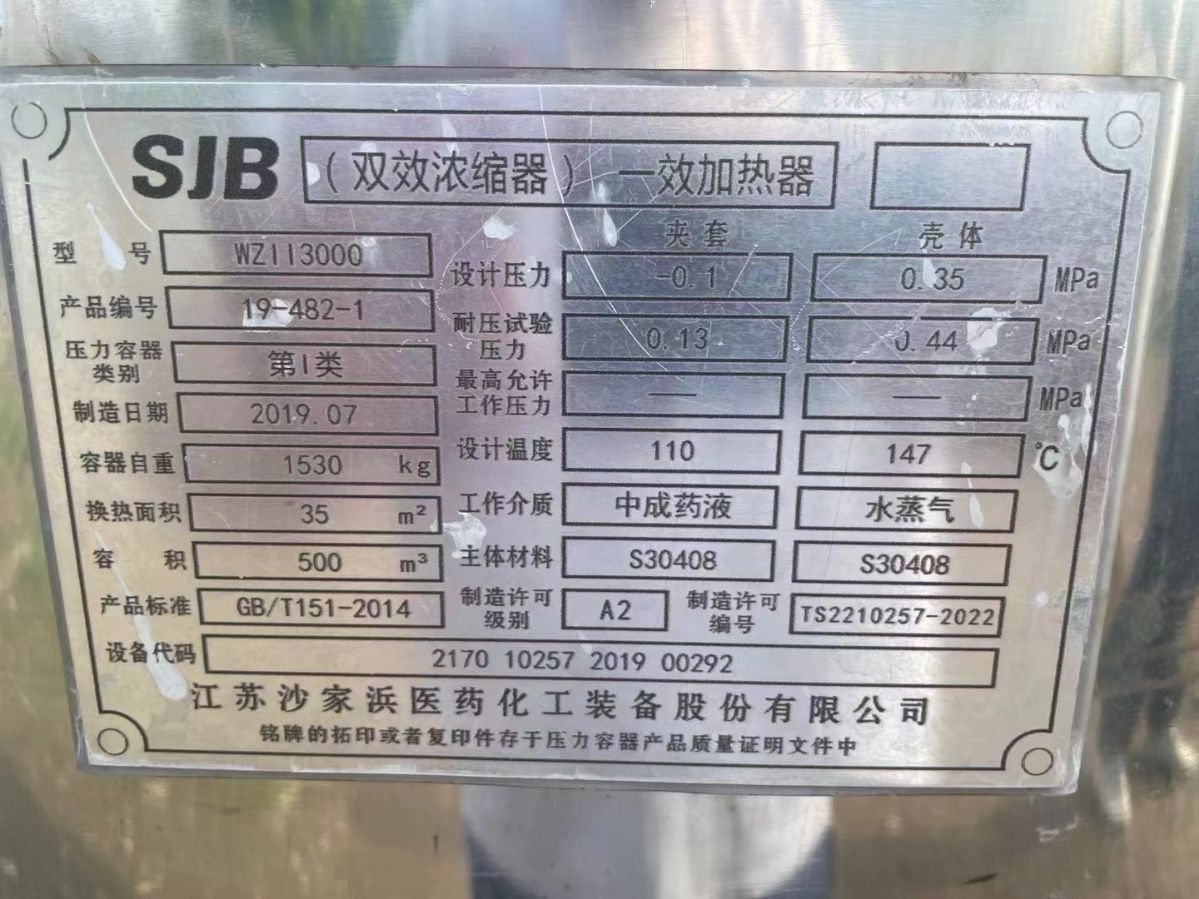 SJB （双效浓缩器）一效加热器
夹套 壳体
型号 WZII3000 设计压力 -0.1 0.35 MPa
产品编号 19-482-1 耐压试验压力 0.13 0.44 MPa
压力容器类别 第I类 最高允许工作压力 — — MPa
制造日期 2019.07 设计温度 110 147 ℃
容器自重 1530 kg 工作介质 中成药液 水蒸气
换热面积 35 m² 主体材料 S30408 S30408
容积 500 m³ 制造许可级别 A2 制造许可编号 TS2210257-2022
产品标准 GB/T151-2014
设备代码 2170 10257 2019 00292
江苏沙家浜医药化工装备股份有限公司
铭牌的拓印或者复印件存于压力容器产品质量证明文件中